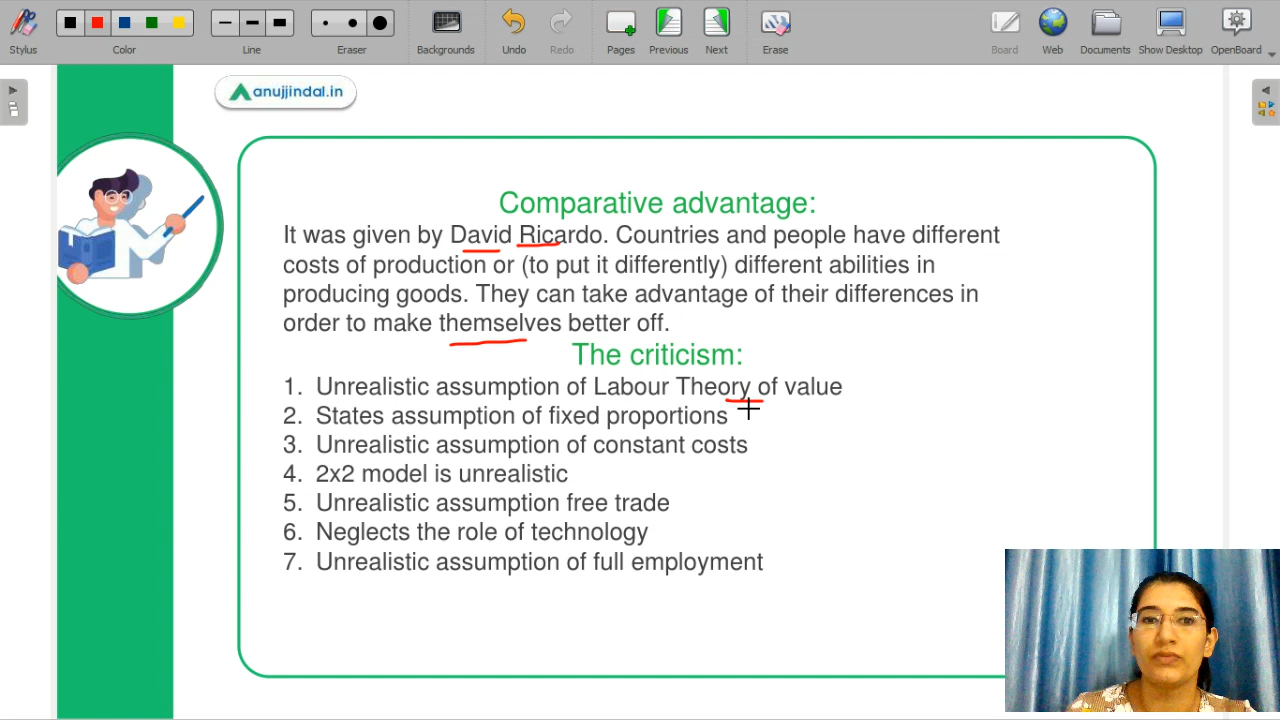 Stylus
Color
Line
Eraser
Backgrounds
Undo
Redo
Pages
Previous
Next
Erase
Board
Web
Documents
Show Desktop
OpenBoard
anujjindal.in
Comparative advantage:
It was given by David Ricardo. Countries and people have different
costs of production or (to put it differently) different abilities in
producing goods. They can take advantage of their differences in
order to make themselves better off.
The criticism:
1. Unrealistic assumption of Labour Theory of value
2. States assumption of fixed proportions
3. Unrealistic assumption of constant costs
4. 2x2 model is unrealistic
5. Unrealistic assumption free trade
6. Neglects the role of technology
7. Unrealistic assumption of full employment